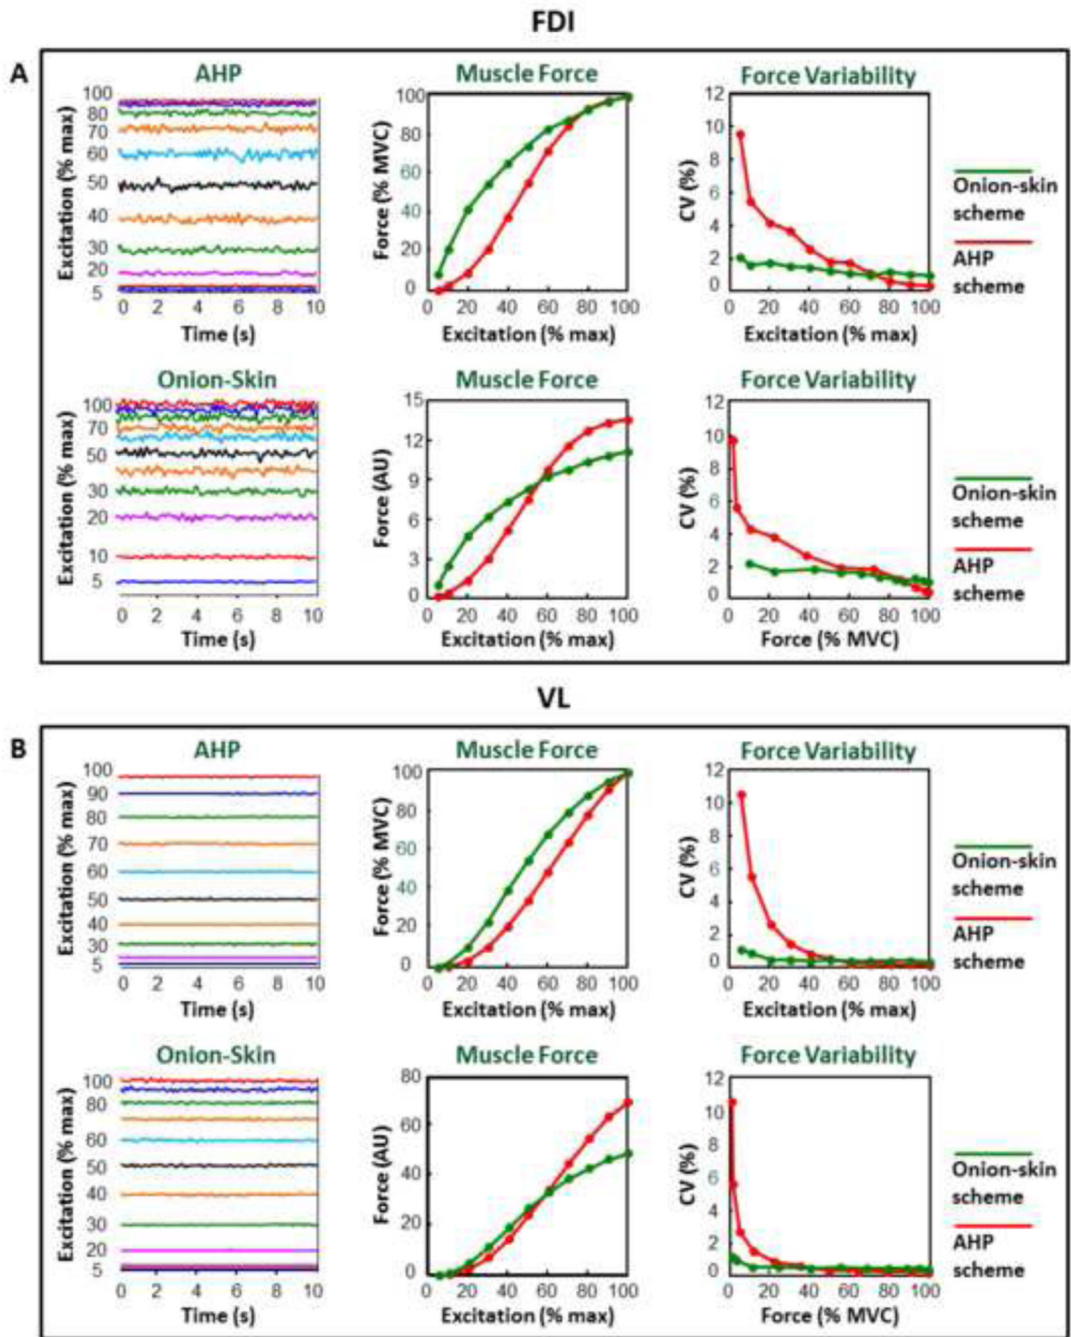 FDI
A
AHP
Excitation (% max)
100
80
70
60
50
40
30
20
5
0 2 4 6 8 10
Time (s)
Muscle Force
Force (% MVC)
100
80
60
40
20
0
0 20 40 60 80 100
Excitation (% max)
Force Variability
CV (%)
12
10
8
6
4
2
0
0 20 40 60 80 100
Excitation (% max)
Onion-skin
scheme
AHP
scheme
Onion-Skin
Excitation (% max)
100
70
50
30
20
10
5
0 2 4 6 8 10
Time (s)
Muscle Force
Force (AU)
15
12
9
6
3
0
0 20 40 60 80 100
Excitation (% max)
Force Variability
CV (%)
12
10
8
6
4
2
0
0 20 40 60 80 100
Force (% MVC)
Onion-skin
scheme
AHP
scheme
VL
B
AHP
Excitation (% max)
100
90
80
70
60
50
40
30
5
0 2 4 6 8 10
Time (s)
Muscle Force
Force (% MVC)
100
80
60
40
20
0
0 20 40 60 80 100
Excitation (% max)
Force Variability
CV (%)
12
10
8
6
4
2
0
0 20 40 60 80 100
Excitation (% max)
Onion-skin
scheme
AHP
scheme
Onion-Skin
Excitation (% max)
100
80
60
50
40
30
20
5
0 2 4 6 8 10
Time (s)
Muscle Force
Force (AU)
80
60
40
20
0
0 20 40 60 80 100
Excitation (% max)
Force Variability
CV (%)
12
10
8
6
4
2
0
0 20 40 60 80 100
Force (% MVC)
Onion-skin
scheme
AHP
scheme